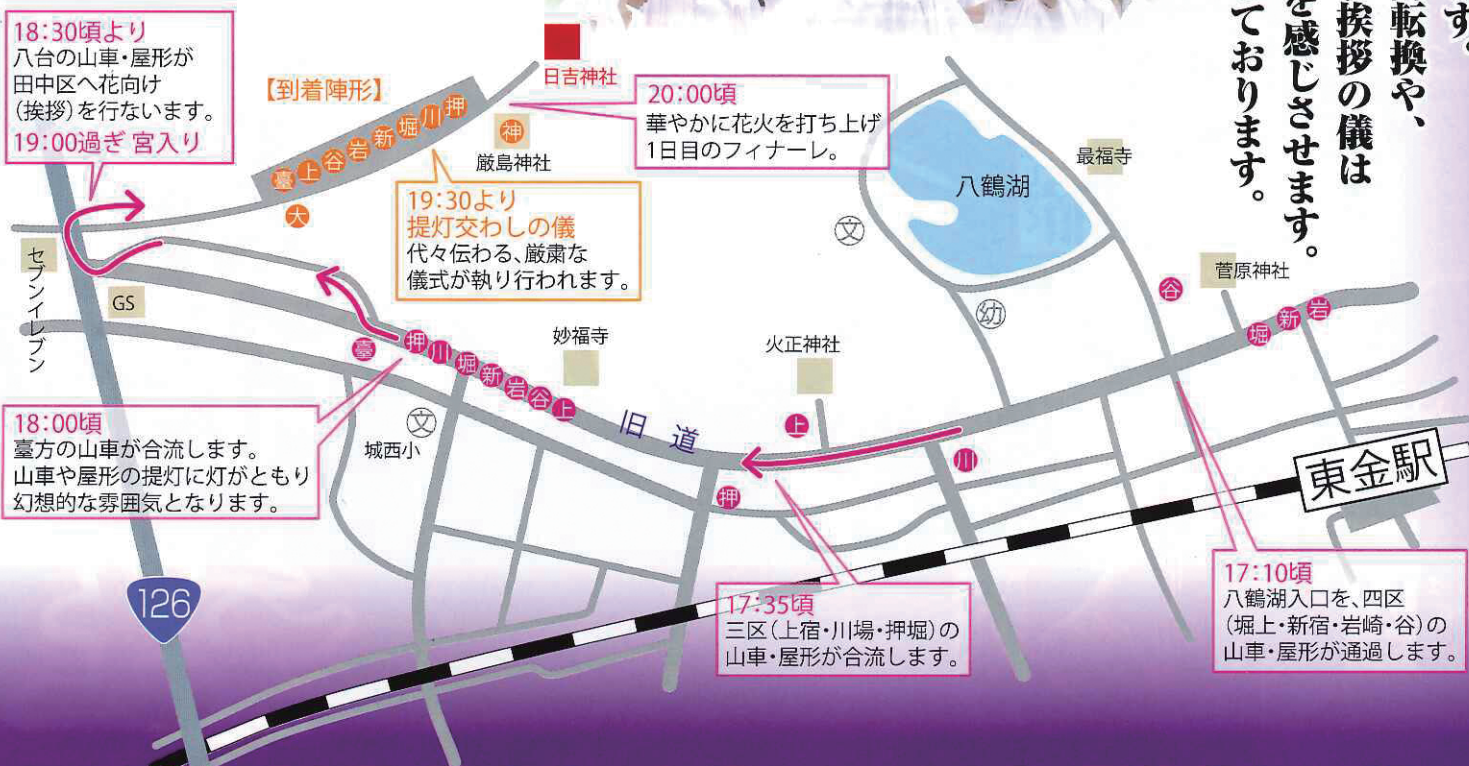 す。
転換や、
挨拶の儀は
を感じさせます。
ております。
18:30頃より
八台の山車・屋形が
田中区へ花向け
(挨拶)を行ないます。
19:00過ぎ 宮入り
【到着陣形】
臺上谷岩新堀川押
大
日吉神社
神
厳島神社
20:00頃
華やかに花火を打ち上げ
1日目のフィナーレ。
19:30より
提灯交わしの儀
代々伝わる、厳粛な
儀式が執り行われます。
八鶴湖
最福寺
文
幼
谷
菅原神社
堀新岩
セブンイレブン
GS
臺
押川堀新岩谷上
妙福寺
火正神社
上
旧道
川
押
文
城西小
18:00頃
臺方の山車が合流します。
山車や屋形の提灯に灯がともり
幻想的な雰囲気となります。
東金駅
126
17:35頃
三区(上宿・川場・押堀)の
山車・屋形が合流します。
17:10頃
八鶴湖入口を、四区
(堀上・新宿・岩崎・谷)の
山車・屋形が通過します。